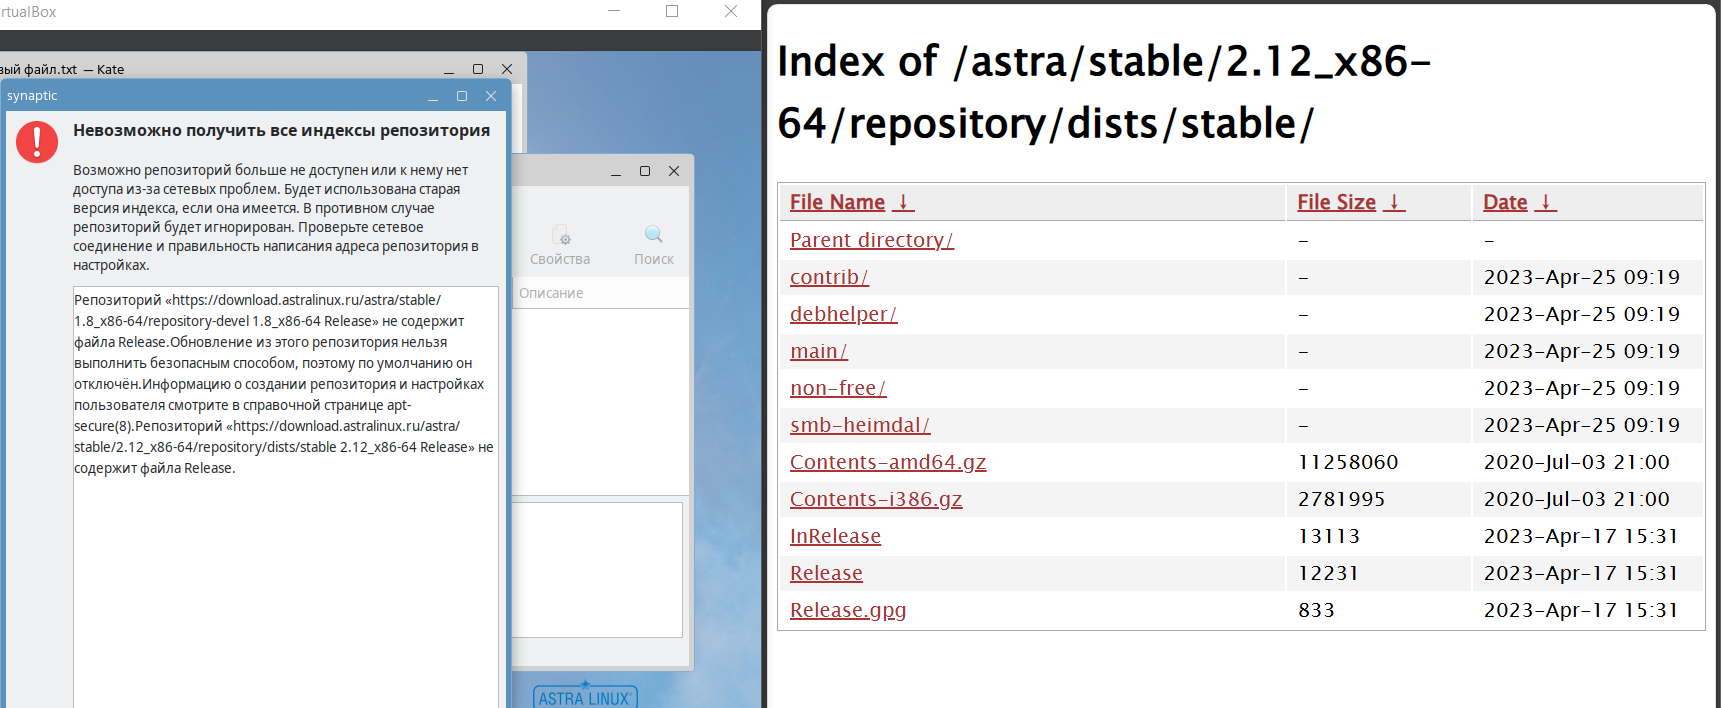 rtualBox
вый файл.txt — Kate
synaptic
Невозможно получить все индексы репозитория
Возможно репозиторий больше не доступен или к нему нет
доступа из-за сетевых проблем. Будет использована старая
версия индекса, если она имеется. В противном случае
репозиторий будет игнорирован. Проверьте сетевое
соединение и правильность написания адреса репозитория в
настройках.
Репозиторий «https://download.astralinux.ru/astra/stable/
1.8_x86-64/repository-devel 1.8_x86-64 Release» не содержит
файла Release.Обновление из этого репозитория нельзя
выполнить безопасным способом, поэтому по умолчанию он
отключён.Информацию о создании репозитория и настройках
пользователя смотрите в справочной странице apt-
secure(8).Репозиторий «https://download.astralinux.ru/astra/
stable/2.12_x86-64/repository/dists/stable 2.12_x86-64 Release» не
содержит файла Release.
Свойства
Поиск
Описание
ASTRA LINUX
Index of /astra/stable/2.12_x86-
64/repository/dists/stable/
File Name ↓ File Size ↓ Date ↓
Parent directory/ - -
contrib/ - 2023-Apr-25 09:19
debhelper/ - 2023-Apr-25 09:19
main/ - 2023-Apr-25 09:19
non-free/ - 2023-Apr-25 09:19
smb-heimdal/ - 2023-Apr-25 09:19
Contents-amd64.gz 11258060 2020-Jul-03 21:00
Contents-i386.gz 2781995 2020-Jul-03 21:00
InRelease 13113 2023-Apr-17 15:31
Release 12231 2023-Apr-17 15:31
Release.gpg 833 2023-Apr-17 15:31